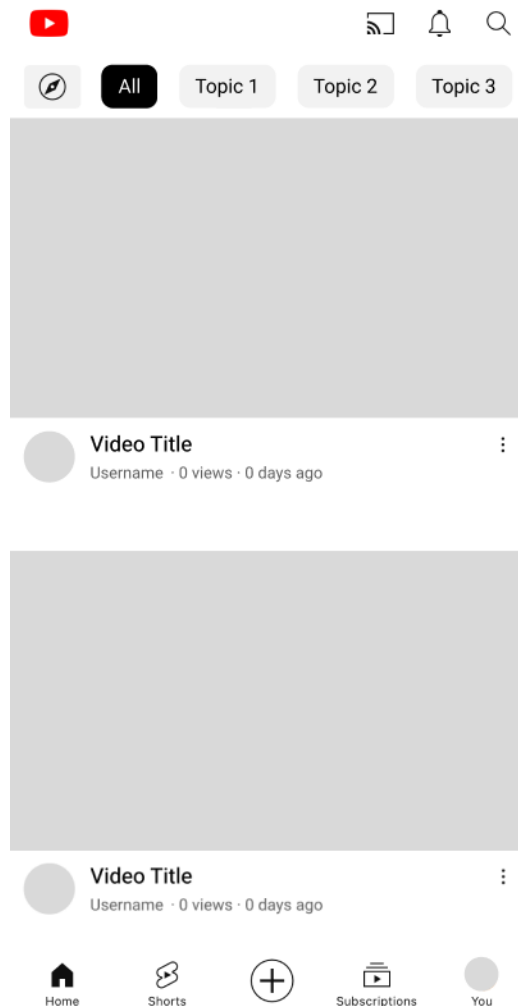 All Topic 1 Topic 2 Topic 3
Video Title
Username · 0 views · 0 days ago
Video Title
Username · 0 views · 0 days ago
Home Shorts Subscriptions You